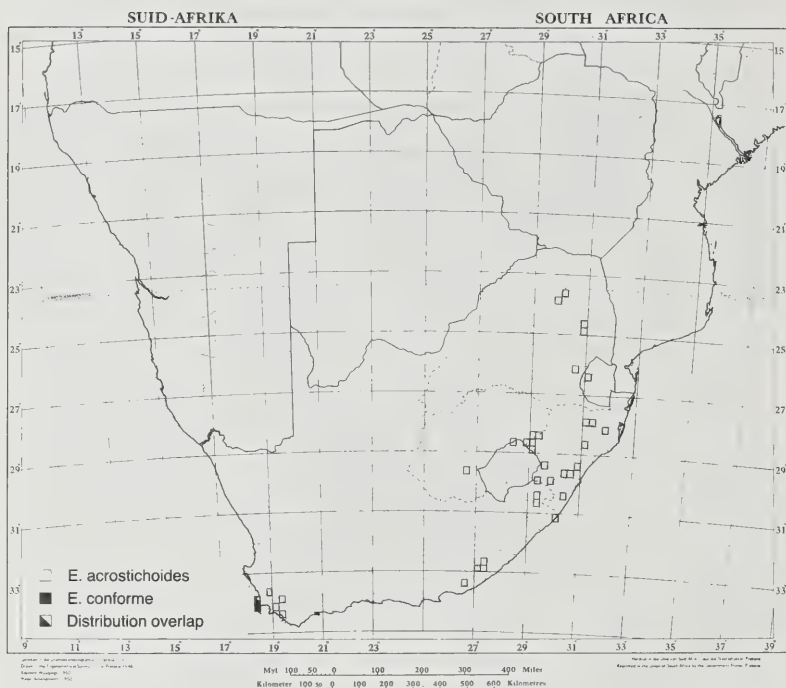 SUID-AFRIKA SOUTH AFRICA
13 15 17 19 21 23 25 27 29 31 35
15 15
17 17
19 19
21 21
23 23
25 25
27 27
29 29
31 31
33 33
E. acrostichoides
E. conforme
Distribution overlap
9 11 13 15 17 19 21 23 25 27 29 31 33 35 37 39
Myl 100 50 0 100 200 300 400 Miles
Kilometer 100 50 0 100 200 300 400 500 600 Kilometres